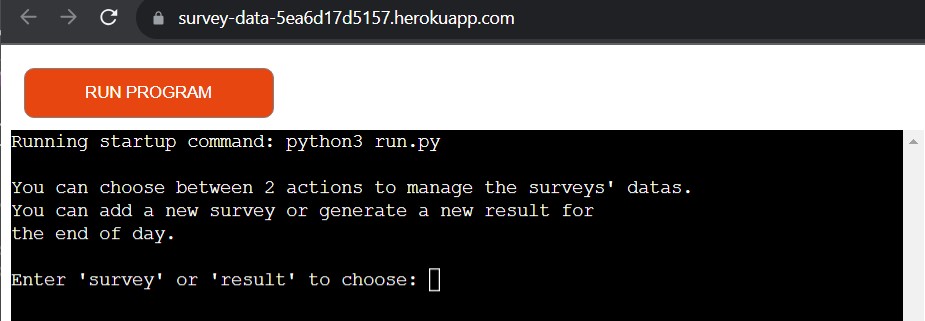 survey-data-5ea6d17d5157.herokuapp.com
RUN PROGRAM
Running startup command: python3 run.py
You can choose between 2 actions to manage the surveys' datas.
You can add a new survey or generate a new result for
the end of day.
Enter 'survey' or 'result' to choose: